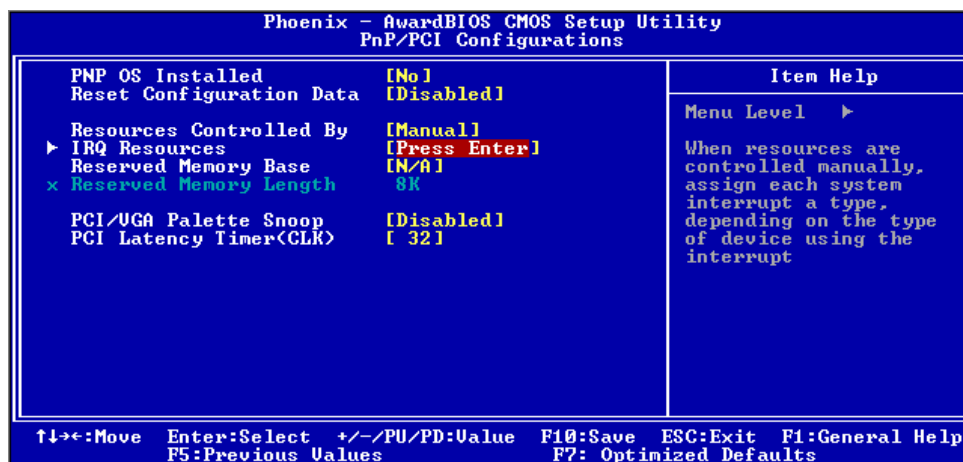 Phoenix - AwardBIOS CMOS Setup Utility
PnP/PCI Configurations
PNP OS Installed [No]
Reset Configuration Data [Disabled]
Resources Controlled By [Manual]
► IRQ Resources [Press Enter]
Reserved Memory Base [N/A]
x Reserved Memory Length 8K
PCI/VGA Palette Snoop [Disabled]
PCI Latency Timer(CLK) [ 32]
Item Help
Menu Level ►
When resources are
controlled manually,
assign each system
interrupt a type,
depending on the type
of device using the
interrupt
↑↓→←:Move Enter:Select +/-/PU/PD:Value F10:Save ESC:Exit F1:General Help
F5:Previous Values F7: Optimized Defaults